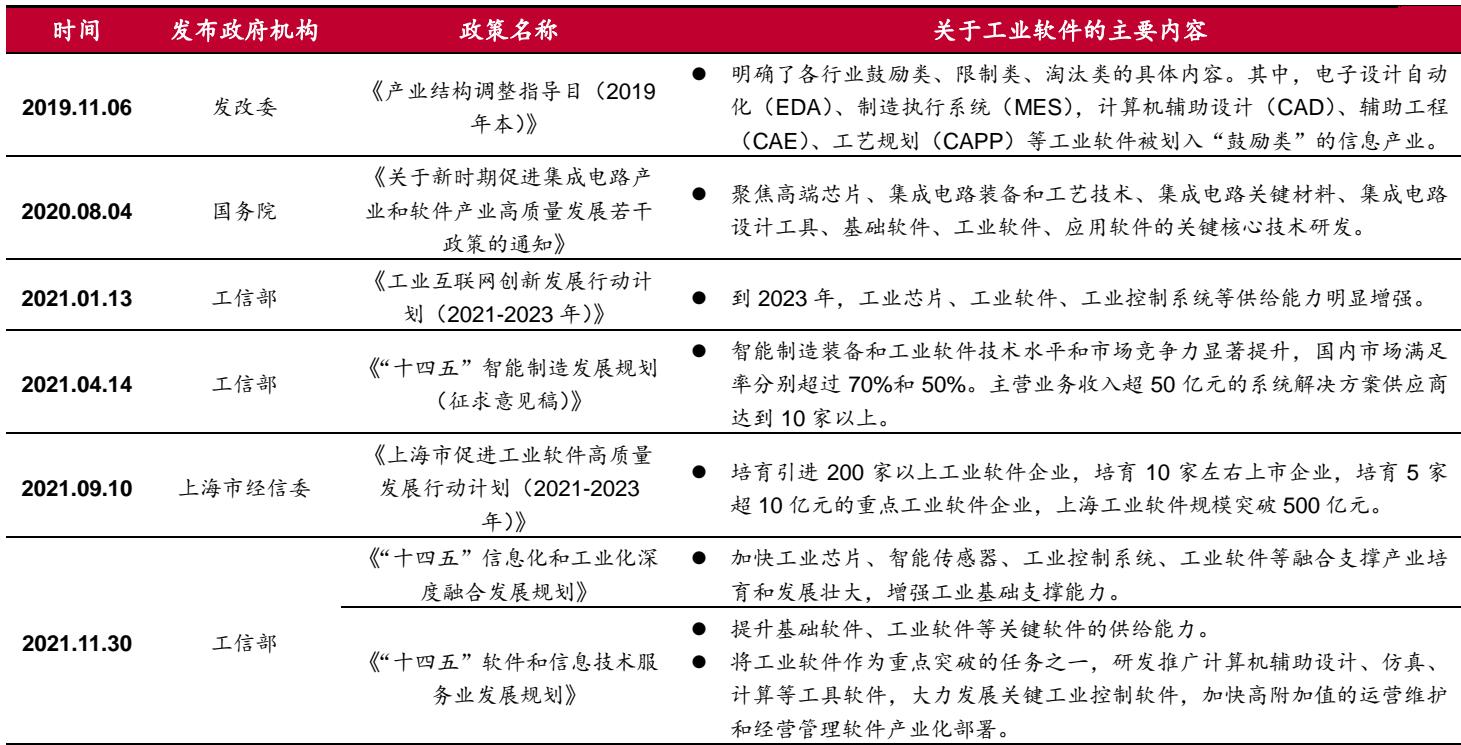 时间 发布政府机构 政策名称 关于工业软件的主要内容
2019.11.06 发改委
《产业结构调整指导目(2019
年本)》
● 明确了各行业鼓励类、限制类、淘汰类的具体内容。其中，电子设计自动
化(EDA)、制造执行系统(MES)，计算机辅助设计(CAD)、辅助工程
(CAE)、工艺规划(CAPP)等工业软件被划入“鼓励类”的信息产业。
2020.08.04 国务院
《关于新时期促进集成电路产
业和软件产业高质量发展若干
政策的通知》
● 聚焦高端芯片、集成电路装备和工艺技术、集成电路关键材料、集成电路
设计工具、基础软件、工业软件、应用软件的关键核心技术研发。
2021.01.13 工信部
《工业互联网创新发展行动计
划(2021-2023 年)》
● 到 2023 年，工业芯片、工业软件、工业控制系统等供给能力明显增强。
2021.04.14 工信部
《“十四五”智能制造发展规划
(征求意见稿)》
● 智能制造装备和工业软件技术水平和市场竞争力显著提升，国内市场满足
率分别超过 70%和 50%。主营业务收入超 50 亿元的系统解决方案供应商
达到 10 家以上。
2021.09.10 上海市经信委
《上海市促进工业软件高质量
发展行动计划(2021-2023
年)》
● 培育引进 200 家以上工业软件企业，培育 10 家左右上市企业，培育 5 家
超 10 亿元的重点工业软件企业，上海工业软件规模突破 500 亿元。
2021.11.30 工信部
《“十四五”信息化和工业化深
度融合发展规划》
● 加快工业芯片、智能传感器、工业控制系统、工业软件等融合支撑产业培
育和发展壮大，增强工业基础支撑能力。
《“十四五”软件和信息技术服
务业发展规划》
● 提升基础软件、工业软件等关键软件的供给能力。
● 将工业软件作为重点突破的任务之一，研发推广计算机辅助设计、仿真、
计算等工具软件，大力发展关键工业控制软件，加快高附加值的运营维护
和经营管理软件产业化部署。